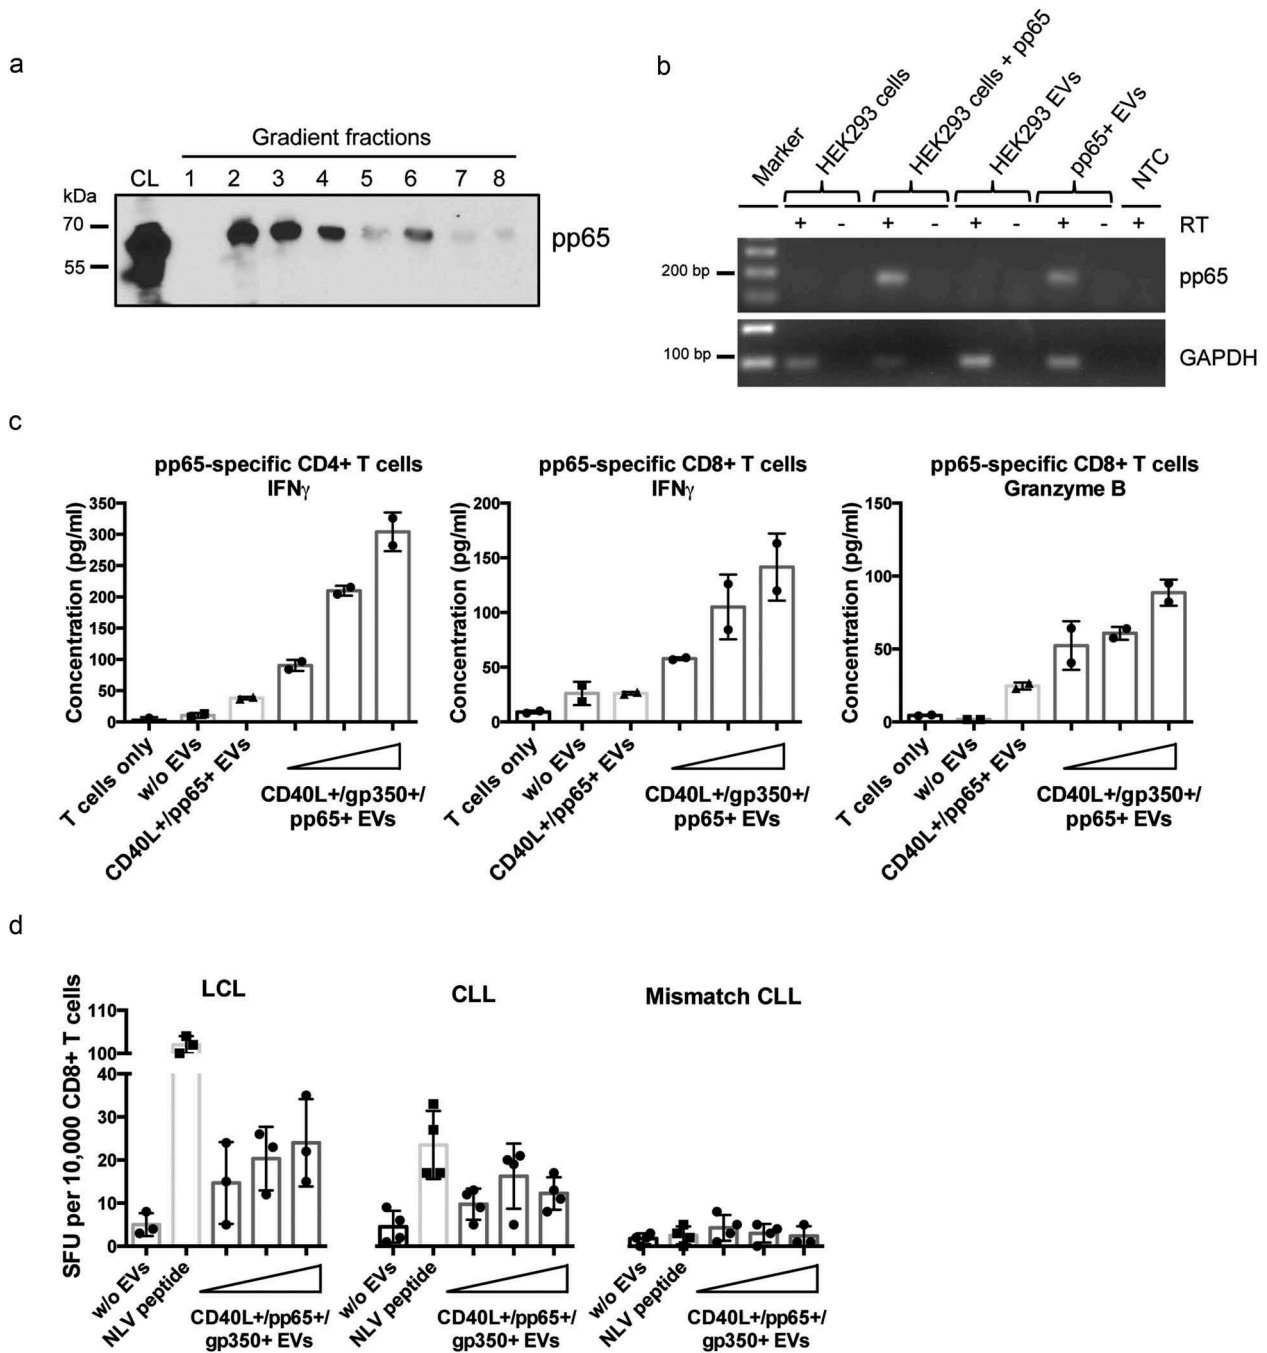 a
Gradient fractions
CL 1 2 3 4 5 6 7 8
kDa
70
55
pp65
b
Marker
HEK293 cells
HEK293 cells + pp65
HEK293 EVs
pp65+ EVs
NTC
+ - + - + - + - + RT
200 bp
pp65
100 bp
GAPDH
c
pp65-specific CD4+ T cells
IFNγ
Concentration (pg/ml)
350
300
250
200
150
100
50
0
T cells only
w/o EVs
CD40L+/pp65+ EVs
CD40L+/gp350+/
pp65+ EVs
pp65-specific CD8+ T cells
IFNγ
Concentration (pg/ml)
200
150
100
50
0
T cells only
w/o EVs
CD40L+/pp65+ EVs
CD40L+/gp350+/
pp65+ EVs
pp65-specific CD8+ T cells
Granzyme B
Concentration (pg/ml)
150
100
50
0
T cells only
w/o EVs
CD40L+/pp65+ EVs
CD40L+/gp350+/
pp65+ EVs
d
SFU per 10,000 CD8+ T cells
LCL
110
100
40
30
20
10
0
w/o EVs
NLV peptide
CD40L+/pp65+/
gp350+ EVs
CLL
w/o EVs
NLV peptide
CD40L+/pp65+/
gp350+ EVs
Mismatch CLL
w/o EVs
NLV peptide
CD40L+/pp65+/
gp350+ EVs